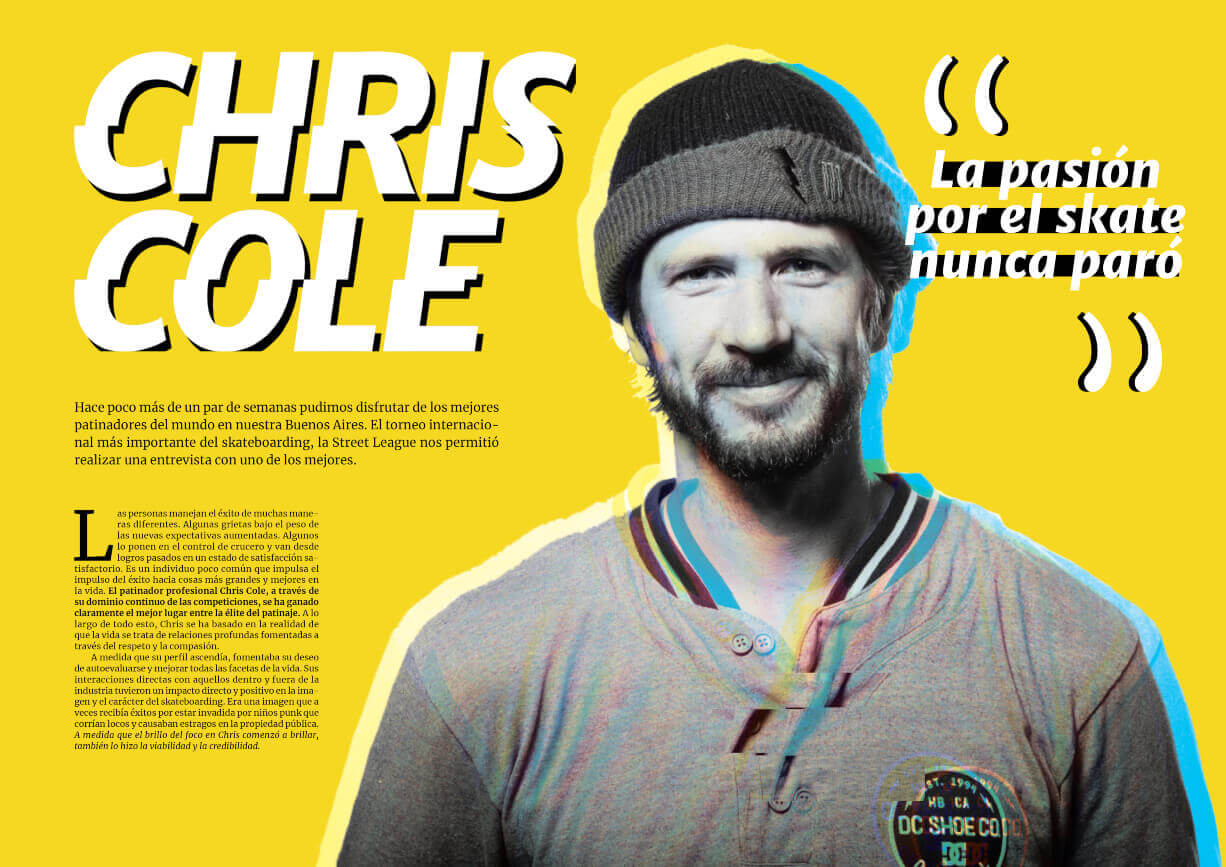 CHRIS
COLE
“
La pasión
por el skate
nunca paró
”
Hace poco más de un par de semanas pudimos disfrutar de los mejores
patinadores del mundo en nuestra Buenos Aires. El torneo internacio-
nal más importante del skateboarding, la Street League nos permitió
realizar una entrevista con uno de los mejores.
Las personas manejan el éxito de muchas mane-
ras diferentes. Algunas grietas bajo el peso de
las nuevas expectativas aumentadas. Algunos
lo ponen en el control de crucero y van desde
logros pasados en un estado de satisfacción sa-
tisfactorio. Es un individuo poco común que impulsa el
impulso del éxito hacia cosas más grandes y mejores en
la vida. El patinador profesional Chris Cole, a través de
su dominio continuo de las competiciones, se ha ganado
claramente el mejor lugar entre la élite del patinaje. A lo
largo de todo esto, Chris se ha basado en la realidad de
que la vida se trata de relaciones profundas fomentadas a
través del respeto y la compasión.
A medida que su perfil ascendía, fomentaba su deseo
de autoevaluarse y mejorar todas las facetas de la vida. Sus
interacciones directas con aquellos dentro y fuera de la
industria tuvieron un impacto directo y positivo en la ima-
gen y el carácter del skateboarding. Era una imagen que a
veces recibía éxitos por estar invadida por niños punk que
corrían locos y causaban estragos en la propiedad pública.
A medida que el brillo del foco en Chris comenzó a brillar,
también lo hizo la viabilidad y la credibilidad.
EST. 1994
HB CA
DC SHOE CO.